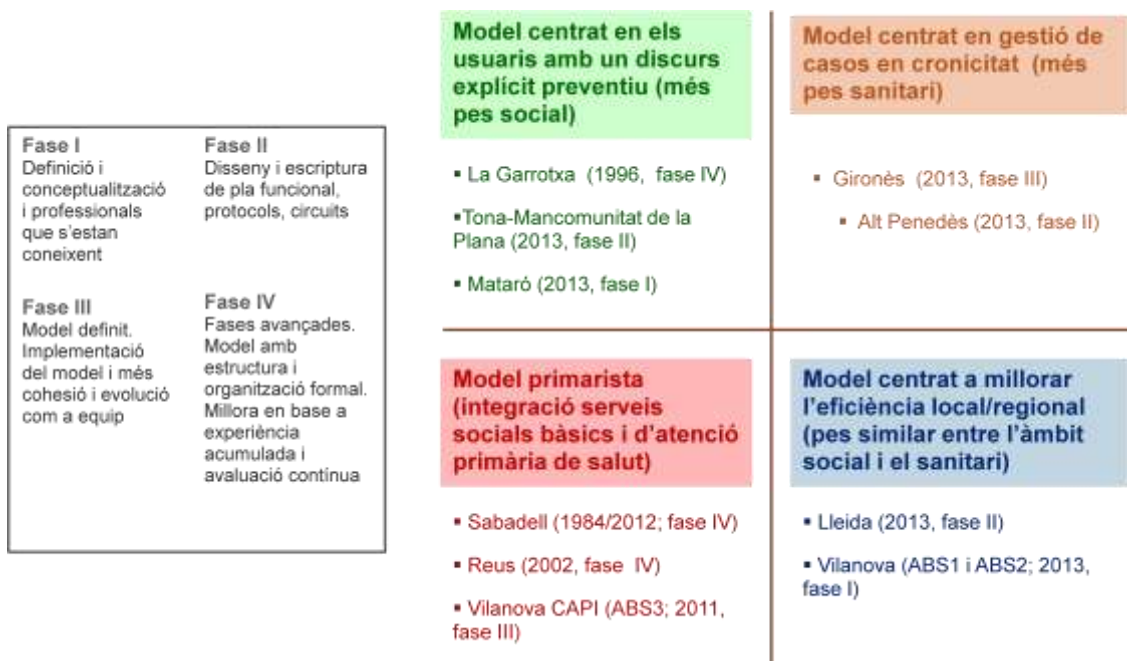 Fase I
Definició i
conceptualització
i professionals
que s'estan
coneixent
Fase II
Disseny i escriptura
de pla funcional,
protocols, circuits
Fase III
Model definit.
Implementació
del model i més
cohesió i evolució
com a equip
Fase IV
Fases avançades.
Model amb
estructura i
organització formal.
Millora en base a
experiència
acumulada i
avaluació contínua
Model centrat en els
usuaris amb un discurs
explícit preventiu (més
pes social)
▪ La Garrotxa (1996, fase IV)
▪Tona-Mancomunitat de la
Plana (2013, fase II)
▪ Mataró (2013, fase I)
Model centrat en gestió de
casos en cronicitat (més
pes sanitari)
▪ Gironès (2013, fase III)
▪ Alt Penedès (2013, fase II)
Model primarista
(integració serveis
socials bàsics i d'atenció
primària de salut)
▪ Sabadell (1984/2012; fase IV)
▪ Reus (2002, fase IV)
▪ Vilanova CAPI (ABS3; 2011,
fase III)
Model centrat a millorar
l'eficiència local/regional
(pes similar entre l'àmbit
social i el sanitari)
▪ Lleida (2013, fase II)
▪ Vilanova (ABS1 i ABS2; 2013,
fase I)